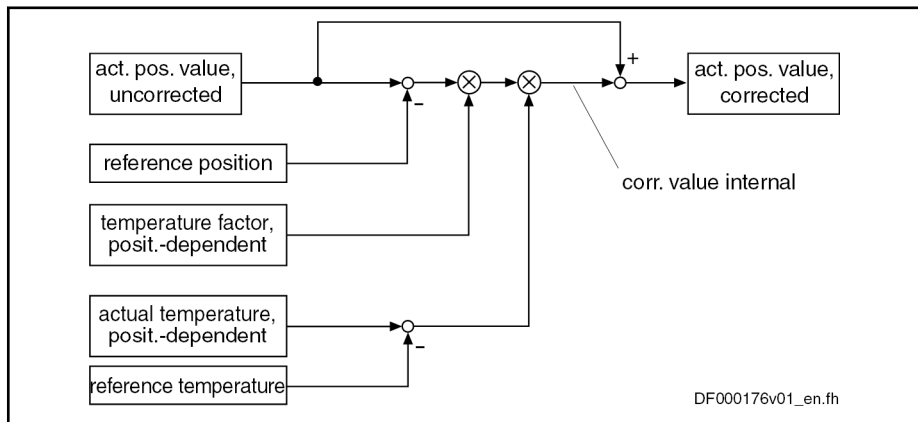 act. pos. value,
uncorrected
+
act. pos. value,
corrected
-
reference position
corr. value internal
temperature factor,
posit.-dependent
actual temperature,
posit.-dependent
-
reference temperature
DF000176v01_en.fh